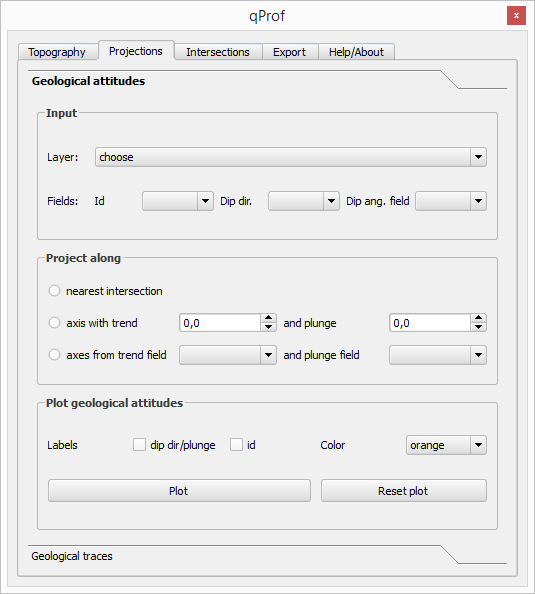 qProf
x
Topography Projections Intersections Export Help/About
Geological attitudes
Input
Layer: choose
Fields: Id Dip dir. Dip ang. field
Project along
nearest intersection
axis with trend 0,0 and plunge 0,0
axes from trend field and plunge field
Plot geological attitudes
Labels dip dir/plunge id Color orange
Plot Reset plot
Geological traces